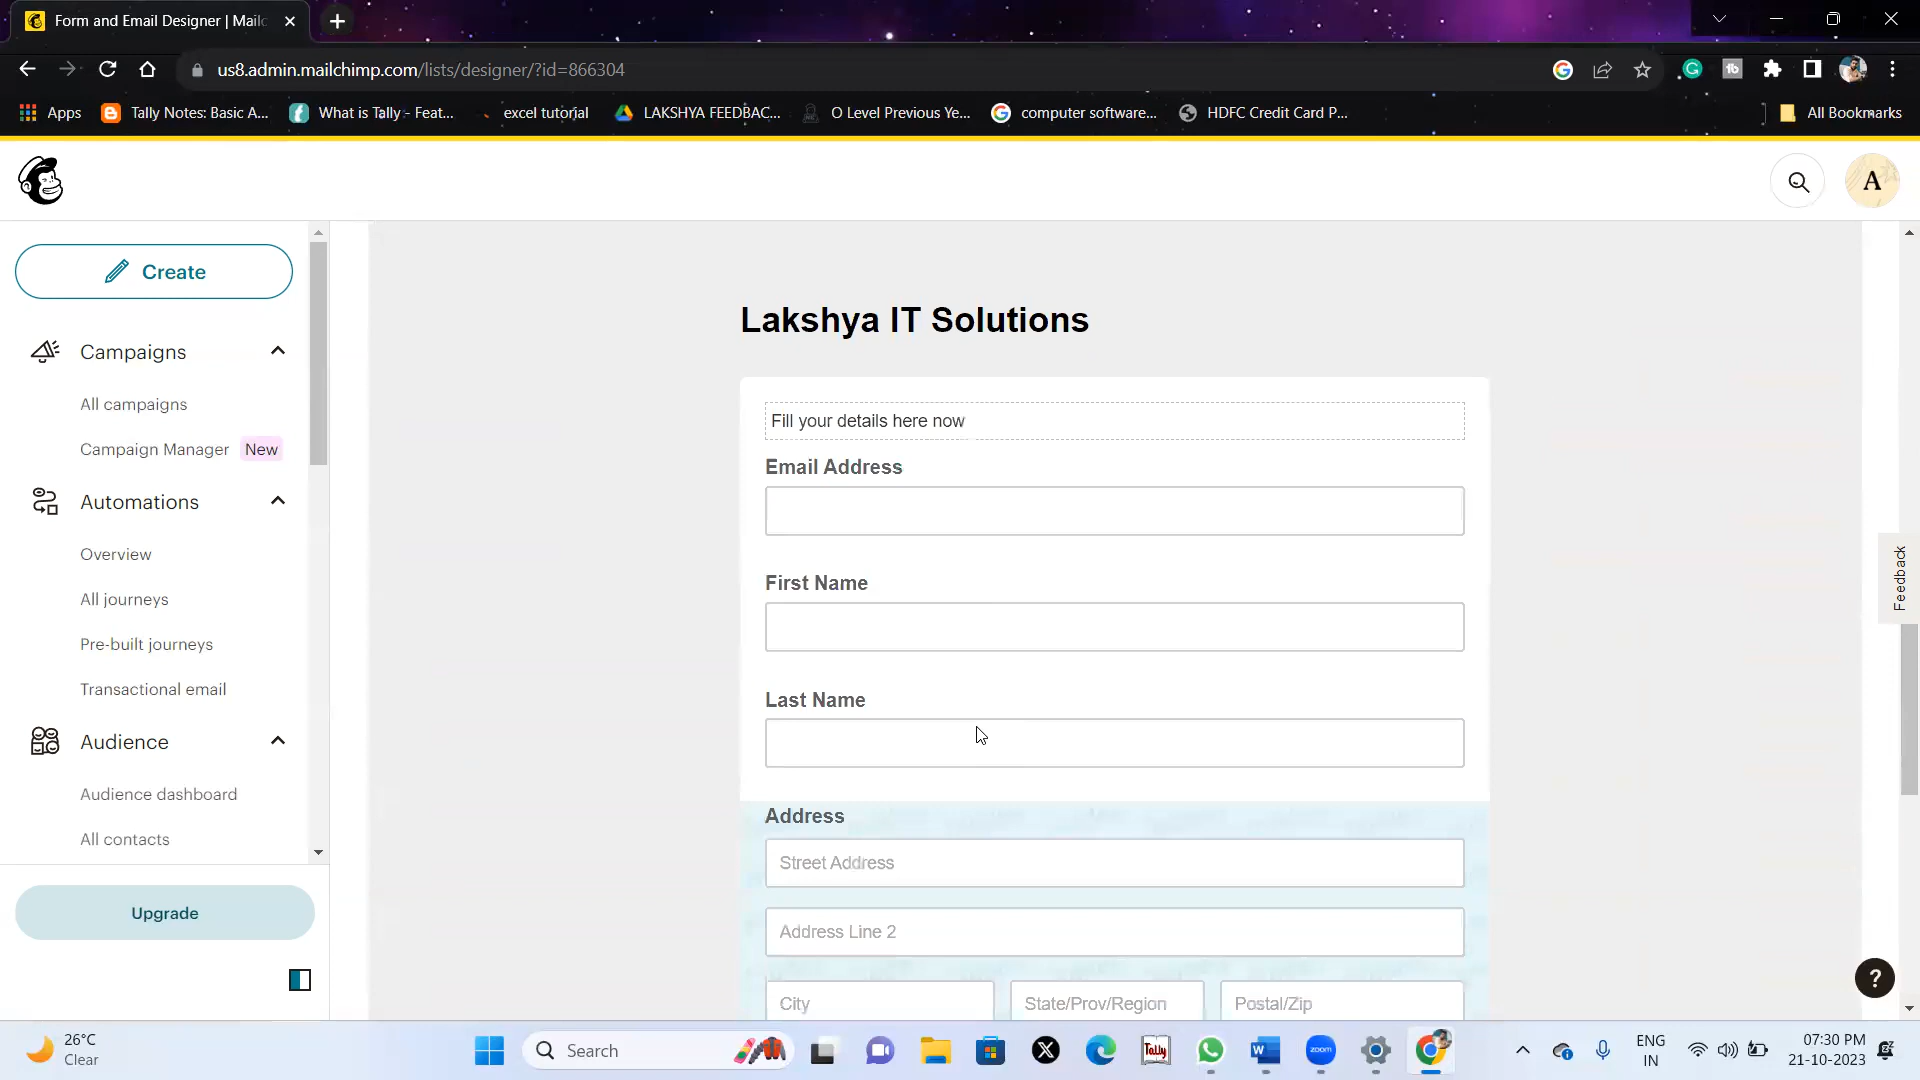 Form and Email Designer | Mailc
us8.admin.mailchimp.com/lists/designer/?id=866304
Apps
Tally Notes: Basic A...
What is Tally - Feat...
excel tutorial
LAKSHYA FEEDBAC...
O Level Previous Ye...
computer software...
HDFC Credit Card P...
All Bookmarks
A
Create
Campaigns
All campaigns
Campaign Manager New
Automations
Overview
All journeys
Pre-built journeys
Transactional email
Audience
Audience dashboard
All contacts
Upgrade
Lakshya IT Solutions
Fill your details here now
Email Address
First Name
Last Name
Address
Street Address
Address Line 2
City
State/Prov/Region
Postal/Zip
Feedback
?
26°C
Clear
Search
Tally
zoom
ENG
IN
07:30 PM
21-10-2023